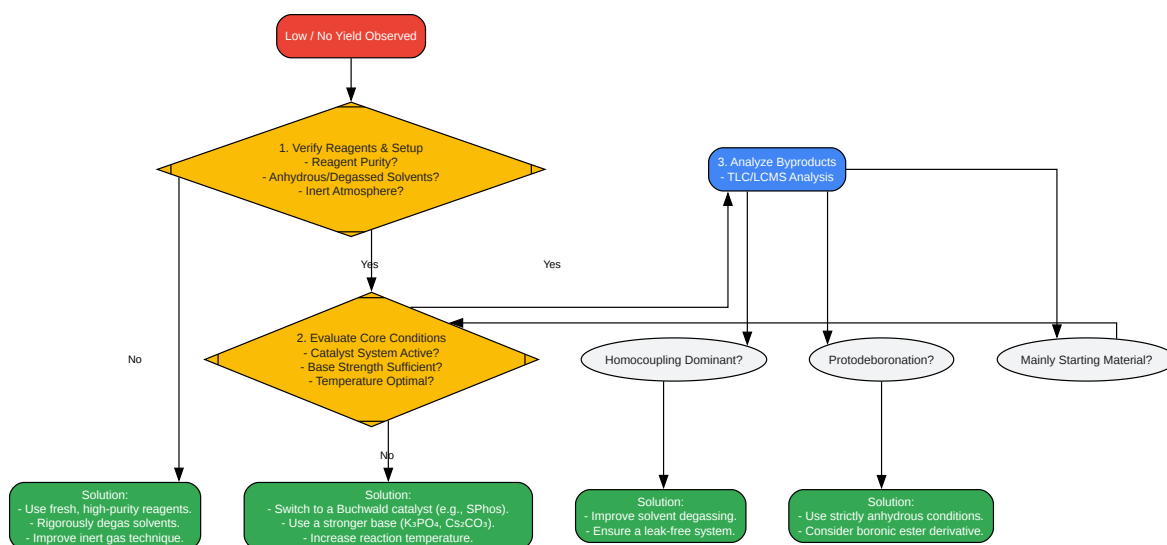 Low / No Yield Observed
1. Verify Reagents & Setup
- Reagent Purity?
- Anhydrous/Degassed Solvents?
- Inert Atmosphere?
3. Analyze Byproducts
- TLC/LCMS Analysis
Yes
Yes
2. Evaluate Core Conditions
- Catalyst System Active?
- Base Strength Sufficient?
- Temperature Optimal?
No
Homocoupling Dominant?
Protodeboronation?
Mainly Starting Material?
No
Solution:
- Use fresh, high-purity reagents.
- Rigorously degas solvents.
- Improve inert gas technique.
Solution:
- Switch to a Buchwald catalyst (e.g., SPhos).
- Use a stronger base (K₃PO₄, Cs₂CO₃).
- Increase reaction temperature.
Solution:
- Improve solvent degassing.
- Ensure a leak-free system.
Solution:
- Use strictly anhydrous conditions.
- Consider boronic ester derivative.